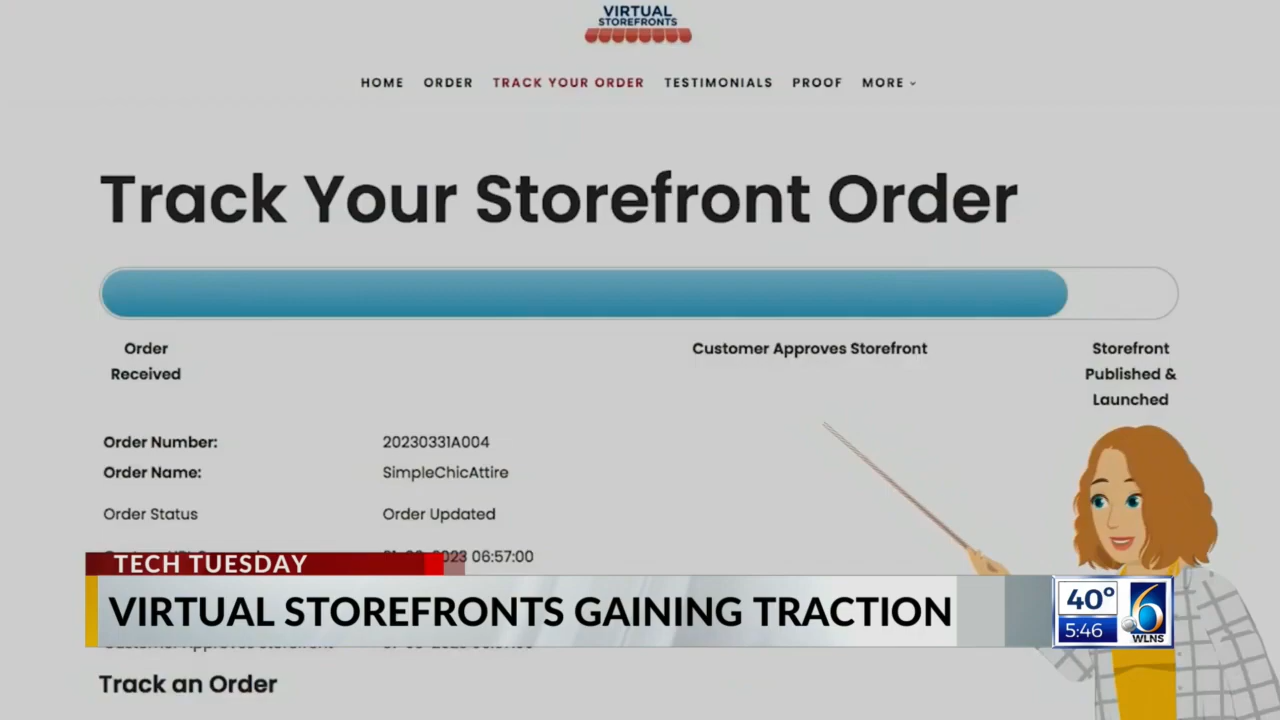 VIRTUAL
STOREFRONTS
HOME ORDER TRACK YOUR ORDER TESTIMONIALS PROOF MORE
Track Your Storefront Order
Order
Received
Customer Approves Storefront
Storefront
Published &
Launched
Order Number: 20230331A004
Order Name: SimpleChicAttire
Order Status Order Updated
2023 06:57:00
TECH TUESDAY
VIRTUAL STOREFRONTS GAINING TRACTION
40°
5:46
6
WLNS
Track an Order